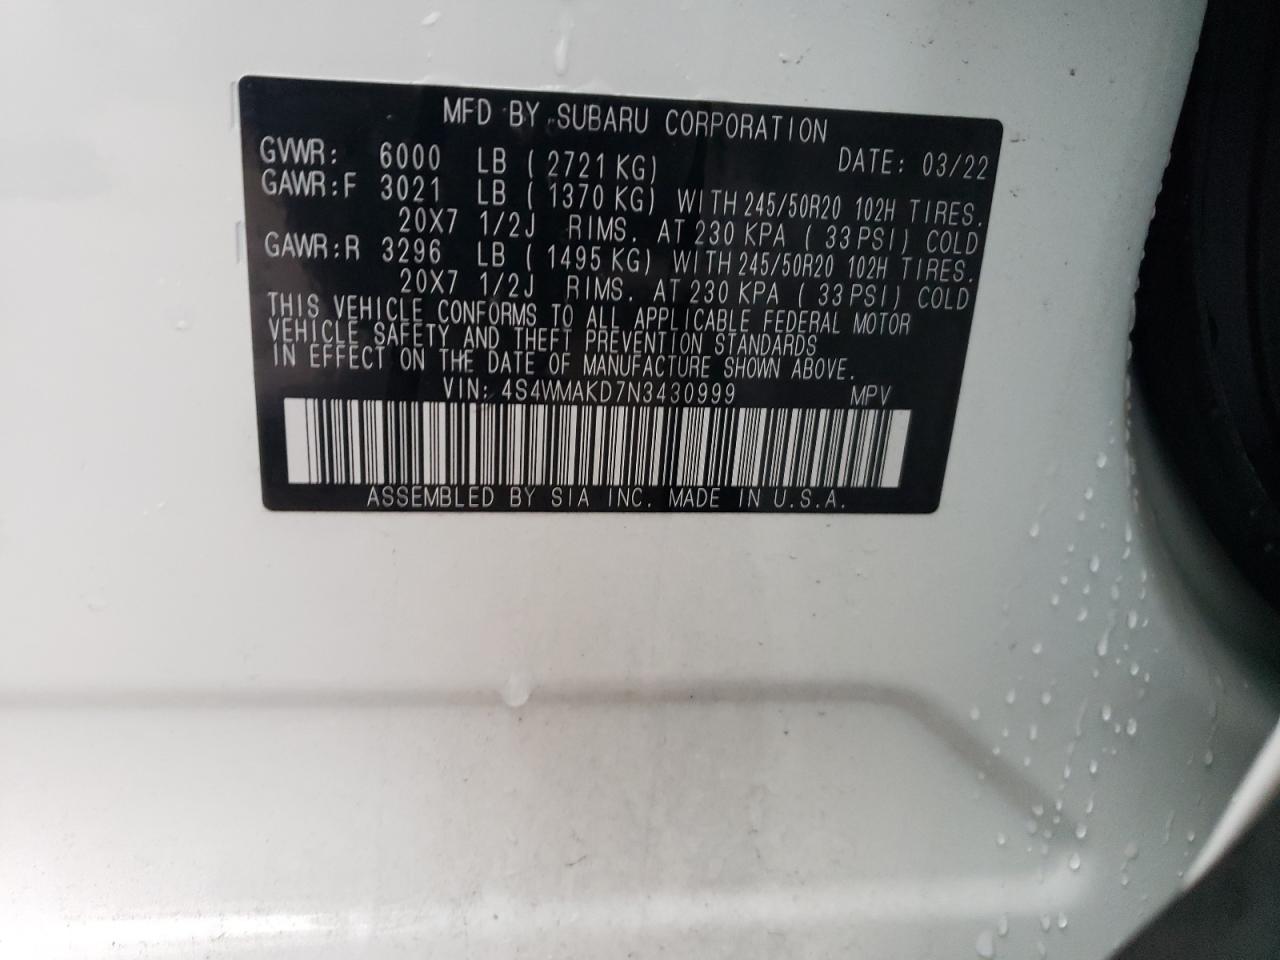 MFD BY SUBARU CORPORATION
GVWR: 6000 LB (2721 KG) DATE: 03/22
GAWR:F 3021 LB (1370 KG) WITH 245/50R20 102H TIRES.
20X7 1/2J RIMS. AT 230 KPA (33 PSI) COLD
GAWR:R 3296 LB (1495 KG) WITH 245/50R20 102H TIRES.
20X7 1/2J RIMS. AT 230 KPA (33 PSI) COLD
THIS VEHICLE CONFORMS TO ALL APPLICABLE FEDERAL MOTOR
VEHICLE SAFETY AND THEFT PREVENTION STANDARDS
IN EFFECT ON THE DATE OF MANUFACTURE SHOWN ABOVE.
VIN: 4S4WMAKD7N3430999 MPV
ASSEMBLED BY SIA INC. MADE IN U.S.A.